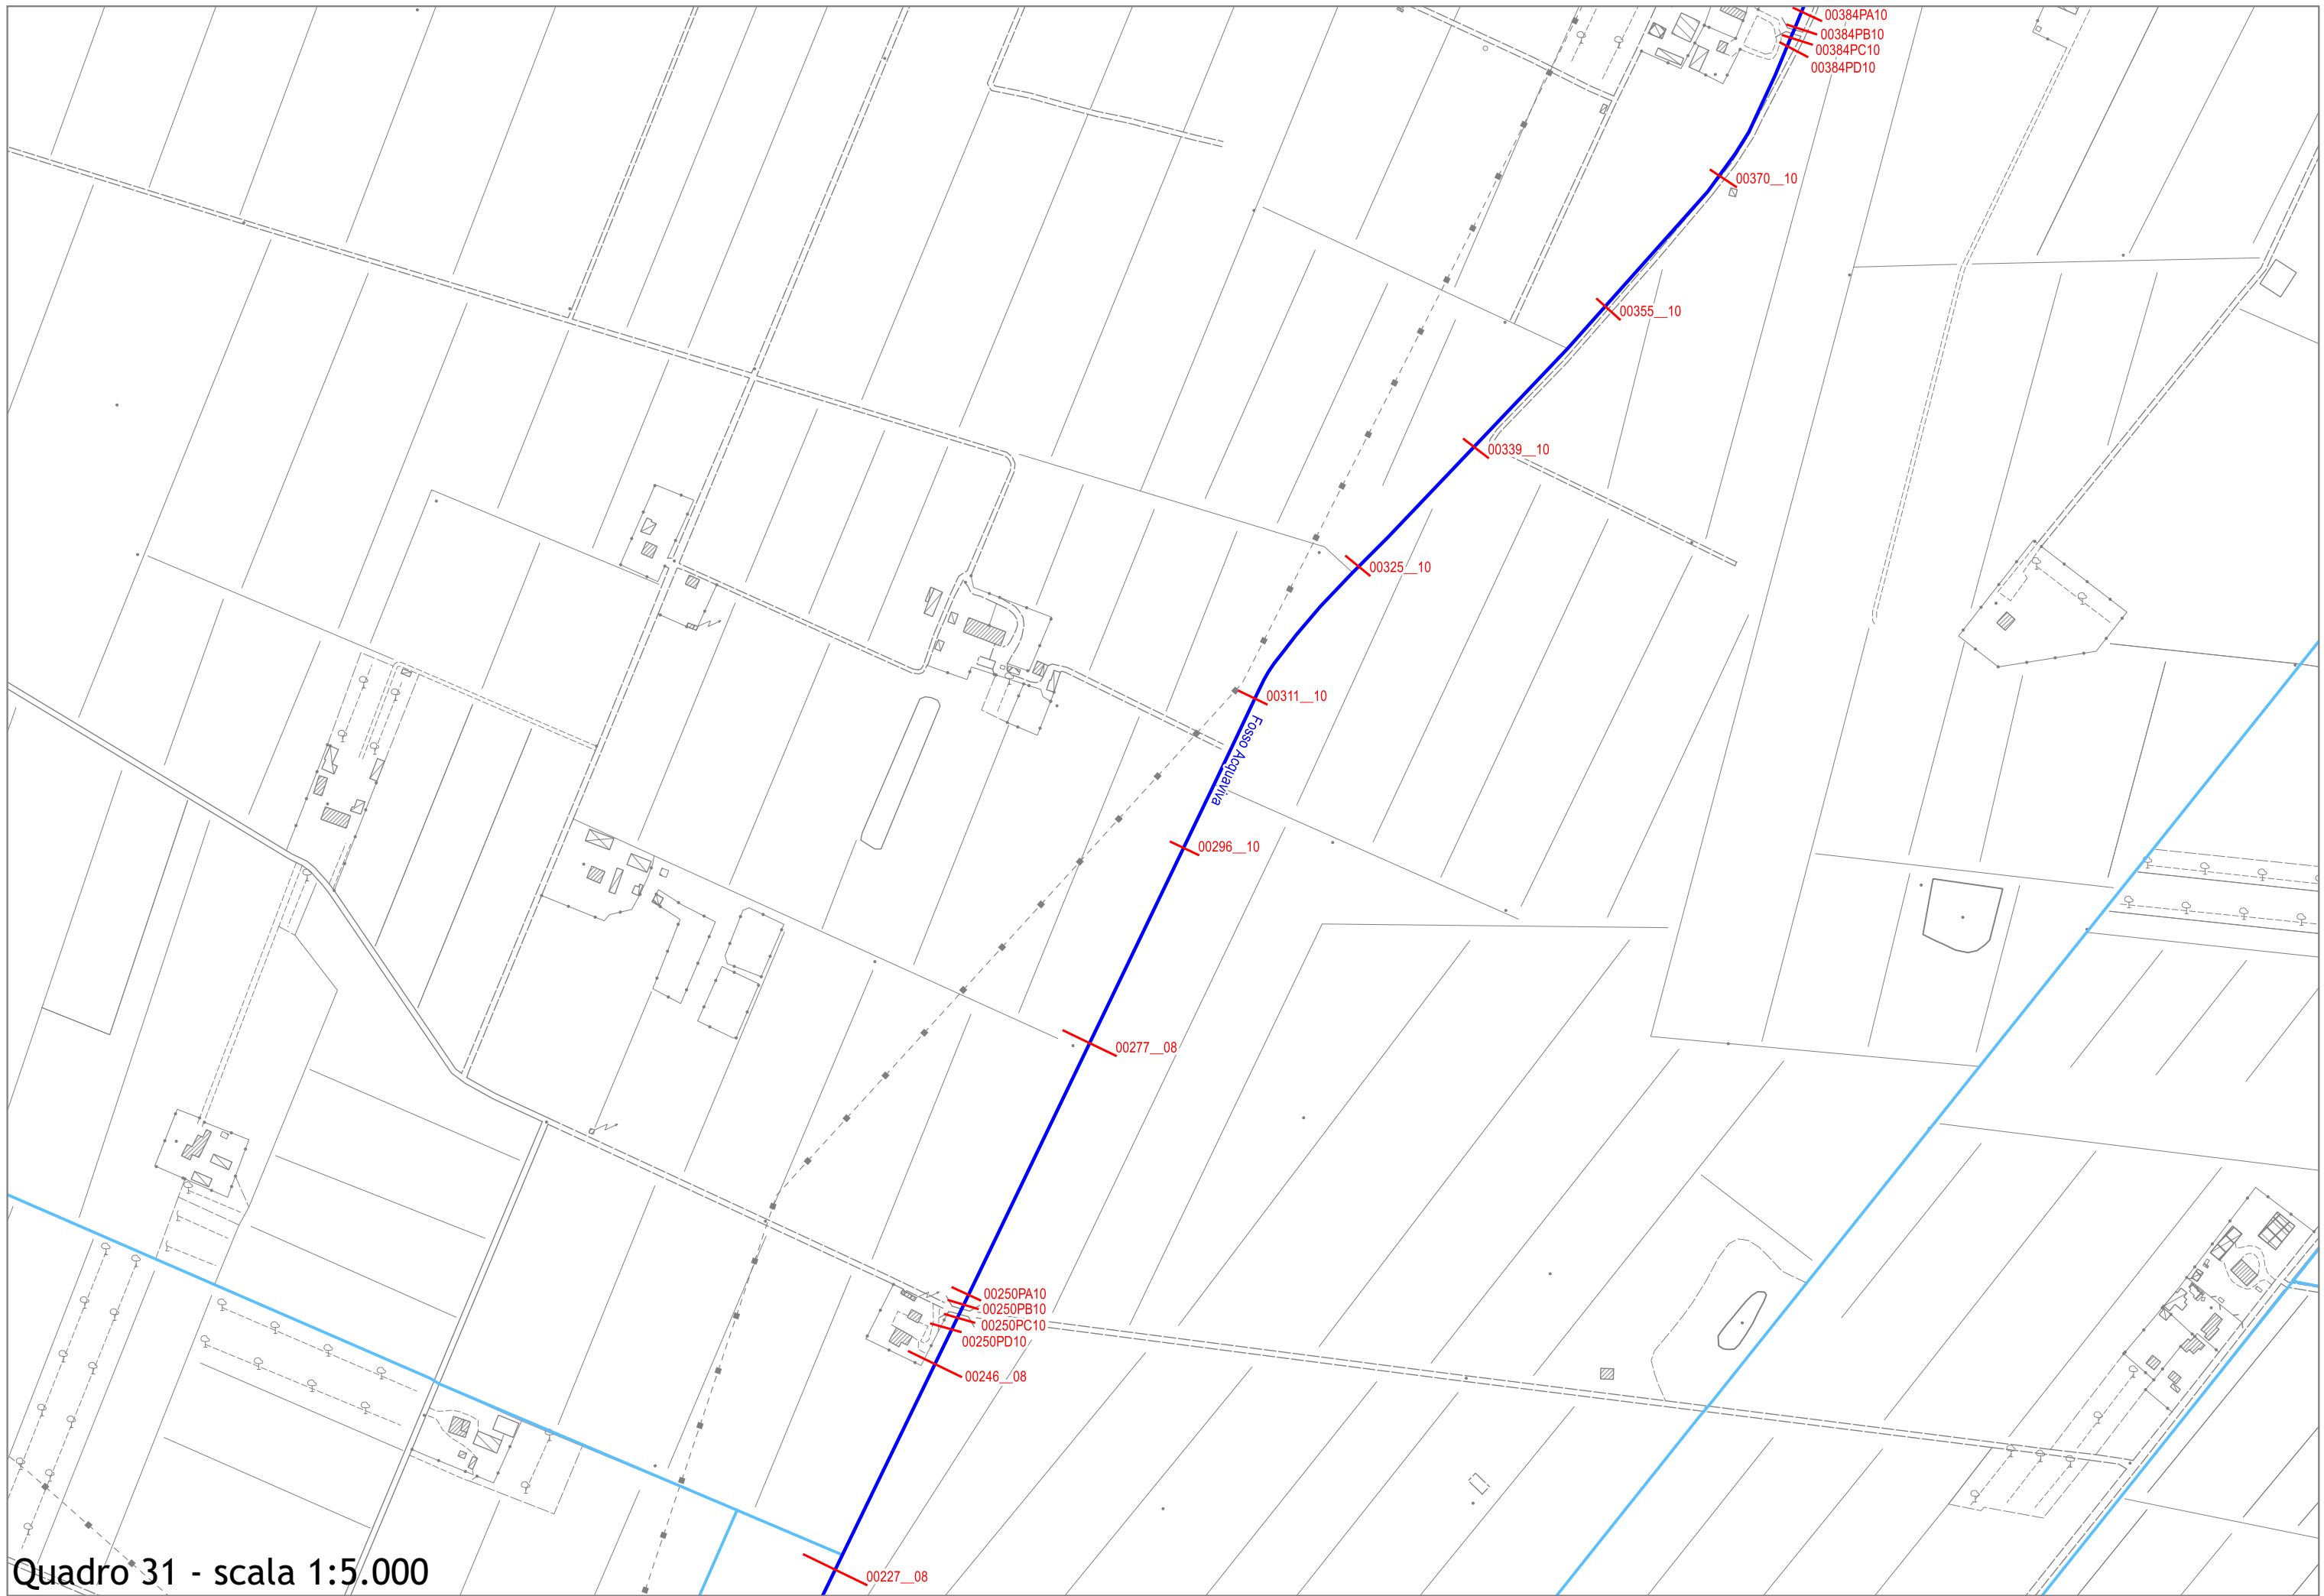 00384PA10
00384PB10
00384PC10
00384PD10
00370__10
00355__10
00339__10
00325__10
00311__10
Fosso Acquaviva
00296__10
00277__08
00250PA10
00250PB10
00250PC10
00250PD10
00246__08
00227__08
Quadro 31 - scala 1:5.000